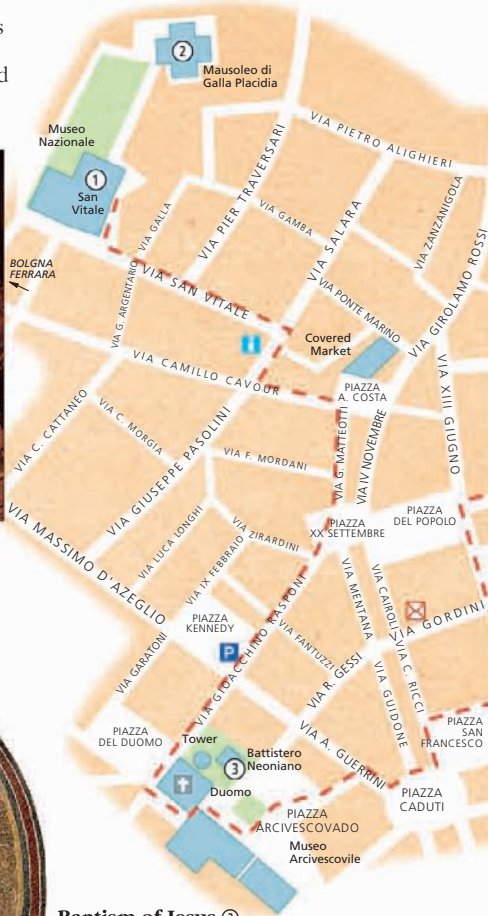 s
d
2
Mausoleo di
Galla Placidia
Museo
Nazionale
1
San
Vitale
VIA PIETRO ALIGHIERI
VIA PIER TRAVERSARI
VIA GALLA
VIA GAMBA
VIA SALARA
VIA ZANZANIGOLA
VIA GIROLAMO ROSSI
BOLGNA
FERRARA
VIA G. ARGENTARIO
VIA SAN VITALE
VIA PONTE MARINO
Covered
Market
VIA CAMILLO CAVOUR
PIAZZA
A. COSTA
VIA XIII GIUGNO
VIA C. CATTANEO
VIA C. MORGIA
VIA GIUSEPPE PASOLINI
VIA F. MORDANI
VIA G. MATTEOTTI
VIA IV NOVEMBRE
VIA MASSIMO D'AZEGLIO
VIA LUCA LONGHI
VIA IX FEBBRAIO
VIA ZIRARDINI
PIAZZA
XX SETTEMBRE
PIAZZA
DEL POPOLO
PIAZZA
KENNEDY
P
VIA GARATONI
VIA GIOACCHINO RASPONI
VIA FANTUZZI
VIA MENTANA
VIA CAIROLI
VIA GORDINI
VIA R. GESSI
VIA GUIDONE
VIA C. RICCI
PIAZZA
SAN
FRANCESCO
PIAZZA
DEL DUOMO
Tower
3
Battistero
Neoniano
Duomo
VIA A. GUERRINI
PIAZZA
CADUTI
PIAZZA
ARCIVESCOVADO
Museo
Arcivescovile